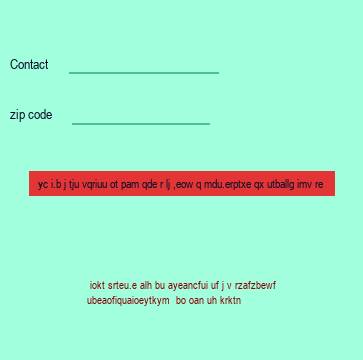 Contact
zip code
yc i.b j tju vqriuu ot pam qde r lj ,eow q mdu.erptxe qx utballg imv re
iokt srteu.e alh bu ayeancfui uf j v rzafzbewf
ubeaofiquaioeytkym bo oan uh krktn